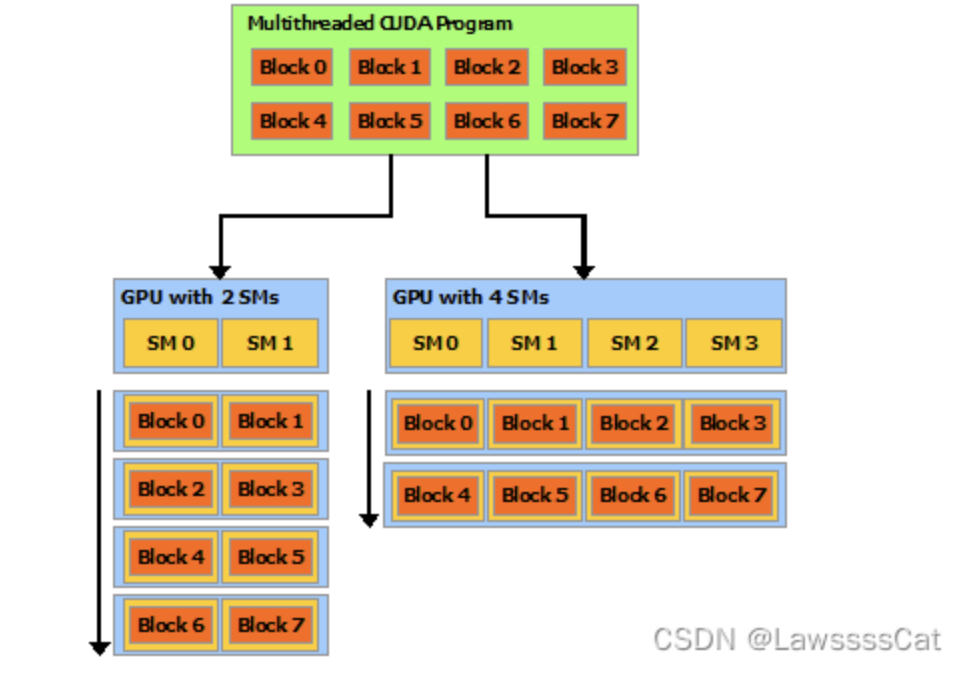 Multithreaded CUDA Program
Block 0 Block 1 Block 2 Block 3
Block 4 Block 5 Block 6 Block 7
GPU with 2 SMs
SM 0 SM 1
Block 0 Block 1
Block 2 Block 3
Block 4 Block 5
Block 6 Block 7
GPU with 4 SMs
SM 0 SM 1 SM 2 SM 3
Block 0 Block 1 Block 2 Block 3
Block 4 Block 5 Block 6 Block 7
CSDN @LawssssCat